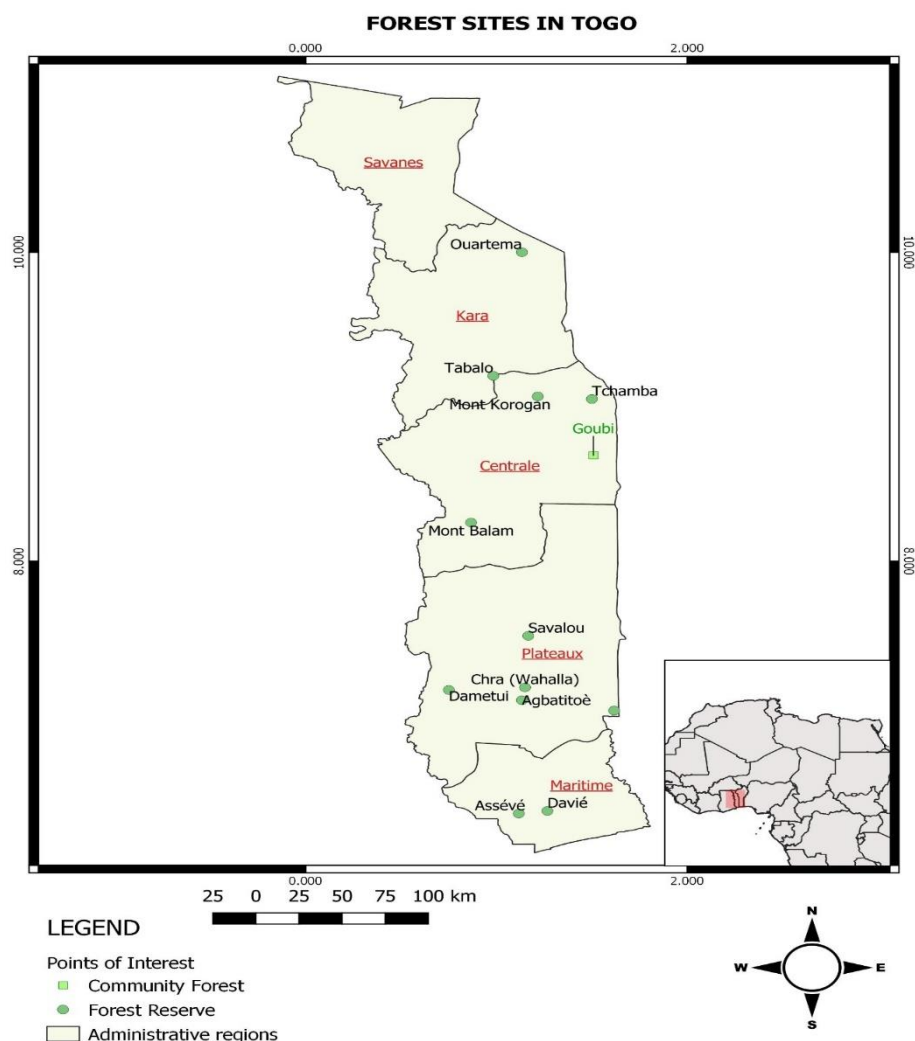 FOREST SITES IN TOGO
0.000 2.000
Savanes
Ouartema
10.000 10.000
Kara
Tabalo
Tchamba
Mont Korogan
Goubi
Centrale
Mont Balam
8.000 8.000
Savalou
Plateaux
Chra (Wahalla)
Dametui Agbatitoè
Maritime
Assévé Davié
0.000 2.000
25 0 25 50 75 100 km
LEGEND
Points of Interest
Community Forest
Forest Reserve
Administrative regions
N
W E
S